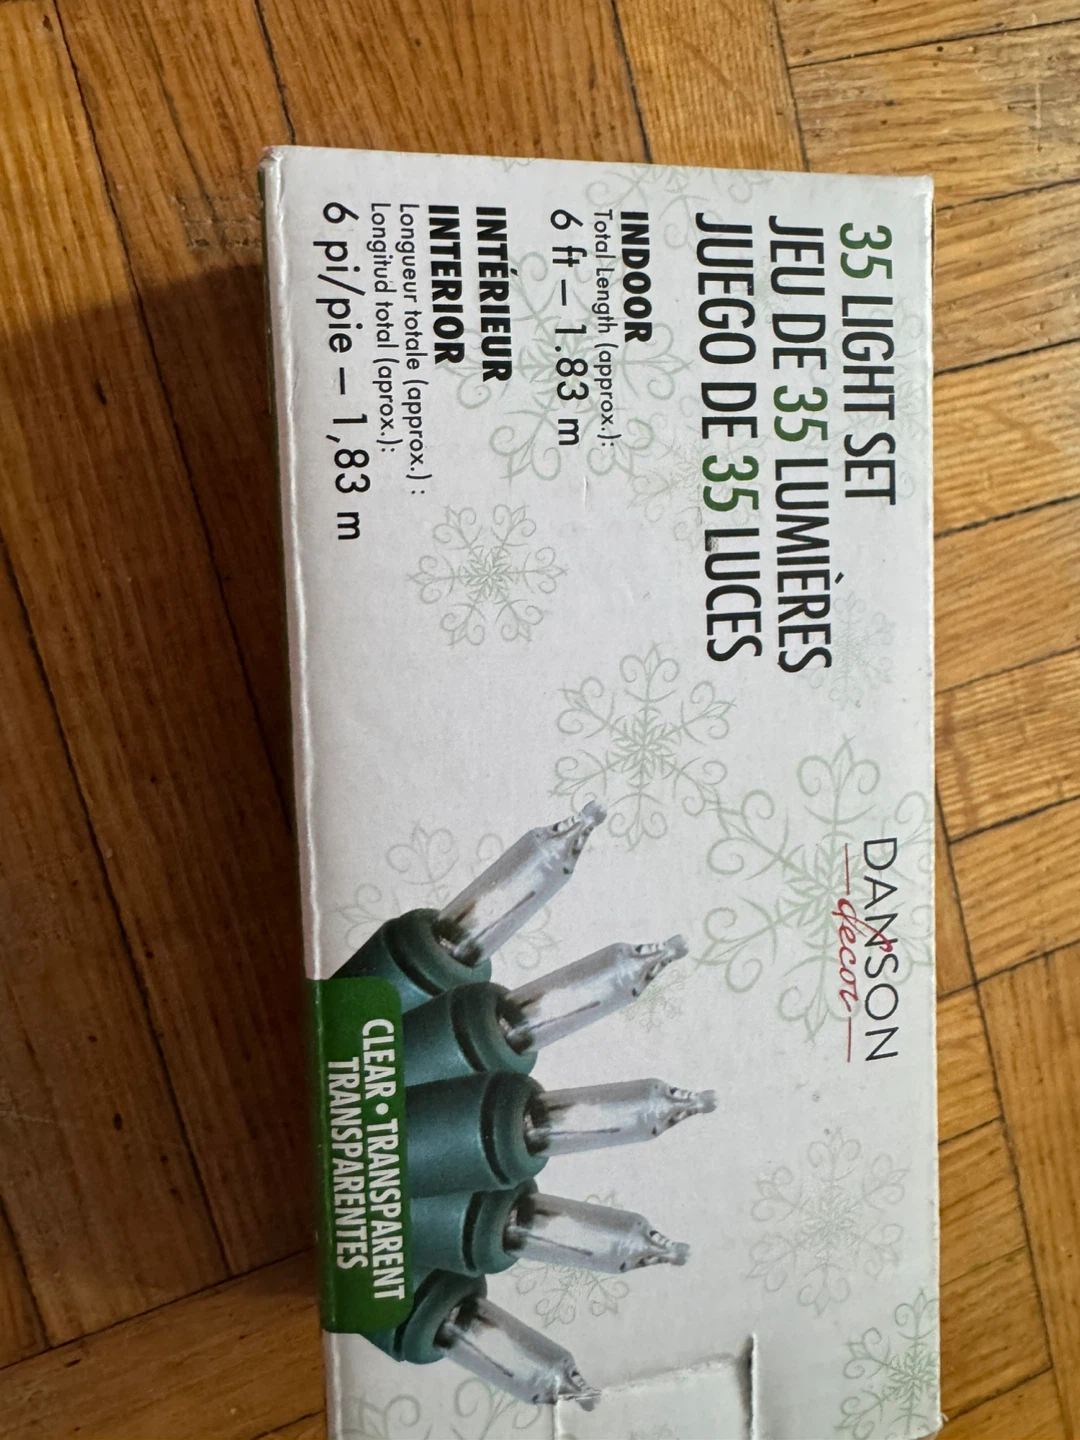 35 LIGHT SET
JEU DE 35 LUMIÈRES
JUEGO DE 35 LUCES
INDOOR
Total Length (approx.):
6 ft – 1.83 m
INTÉRIEUR
INTERIOR
Longueur totale (approx.) :
Longitud total (aprox.):
6 pi/pie – 1,83 m
DANSON
decor
CLEAR • TRANSPARENT
TRANSPARENTES